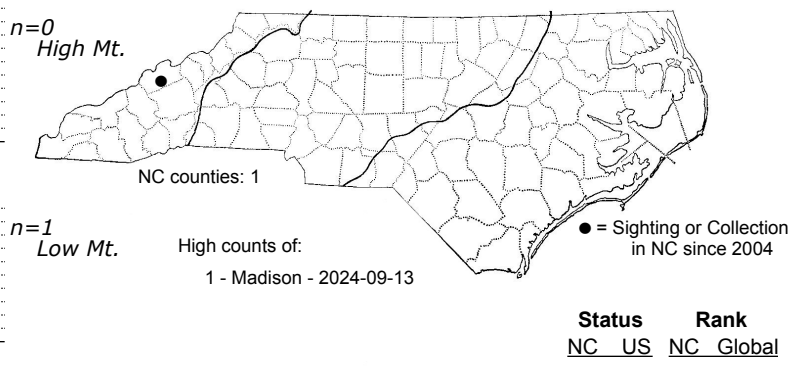 n=0
High Mt.
NC counties: 1
n=1
Low Mt.
High counts of:
1 - Madison - 2024-09-13
● = Sighting or Collection
in NC since 2004
Status Rank
NC US NC Global